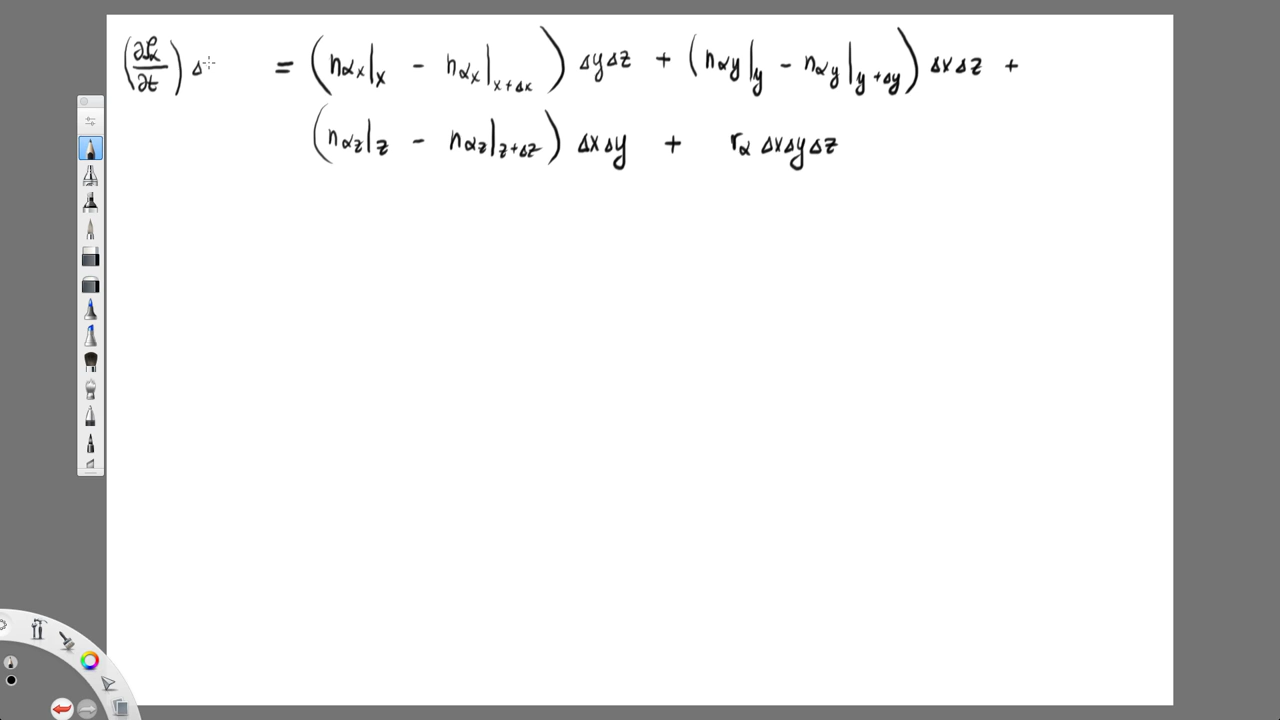 (∂ρα/∂t) Δ = (nαx|x - nαx|x+Δx) ΔyΔz + (nαy|y - nαy|y+Δy) ΔxΔz +
(nαz|z - nαz|z+Δz) ΔxΔy + rα ΔxΔyΔz